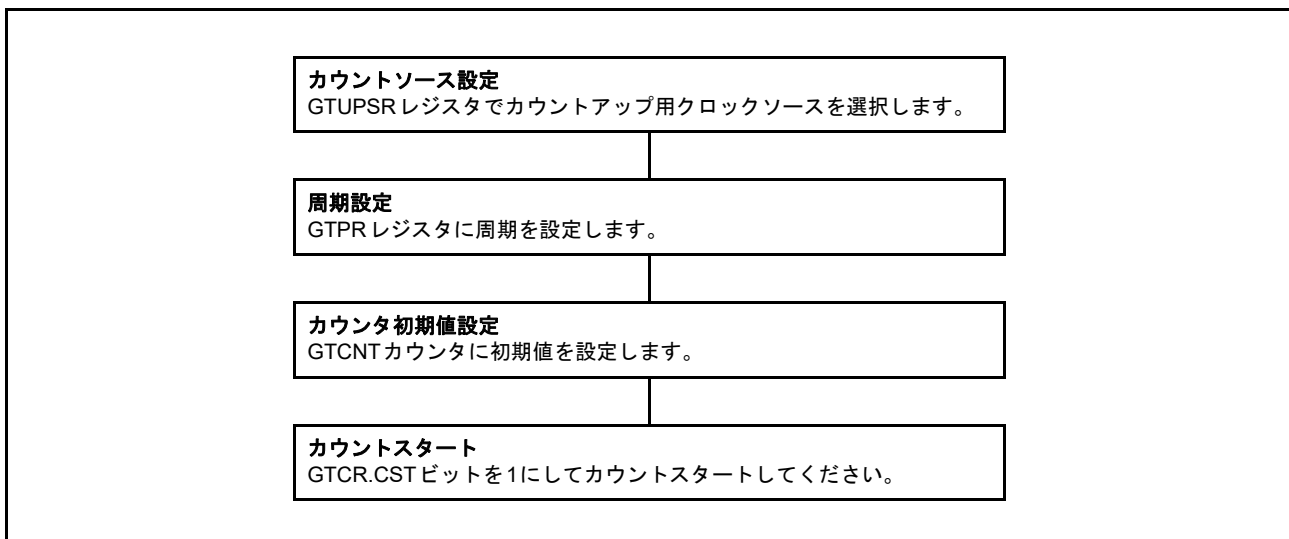 カウントソース設定
GTUPSRレジスタでカウントアップ用クロックソースを選択します。
周期設定
GTPRレジスタに周期を設定します。
カウンタ初期値設定
GTCNTカウンタに初期値を設定します。
カウントスタート
GTCR.CSTビットを1にしてカウントスタートしてください。